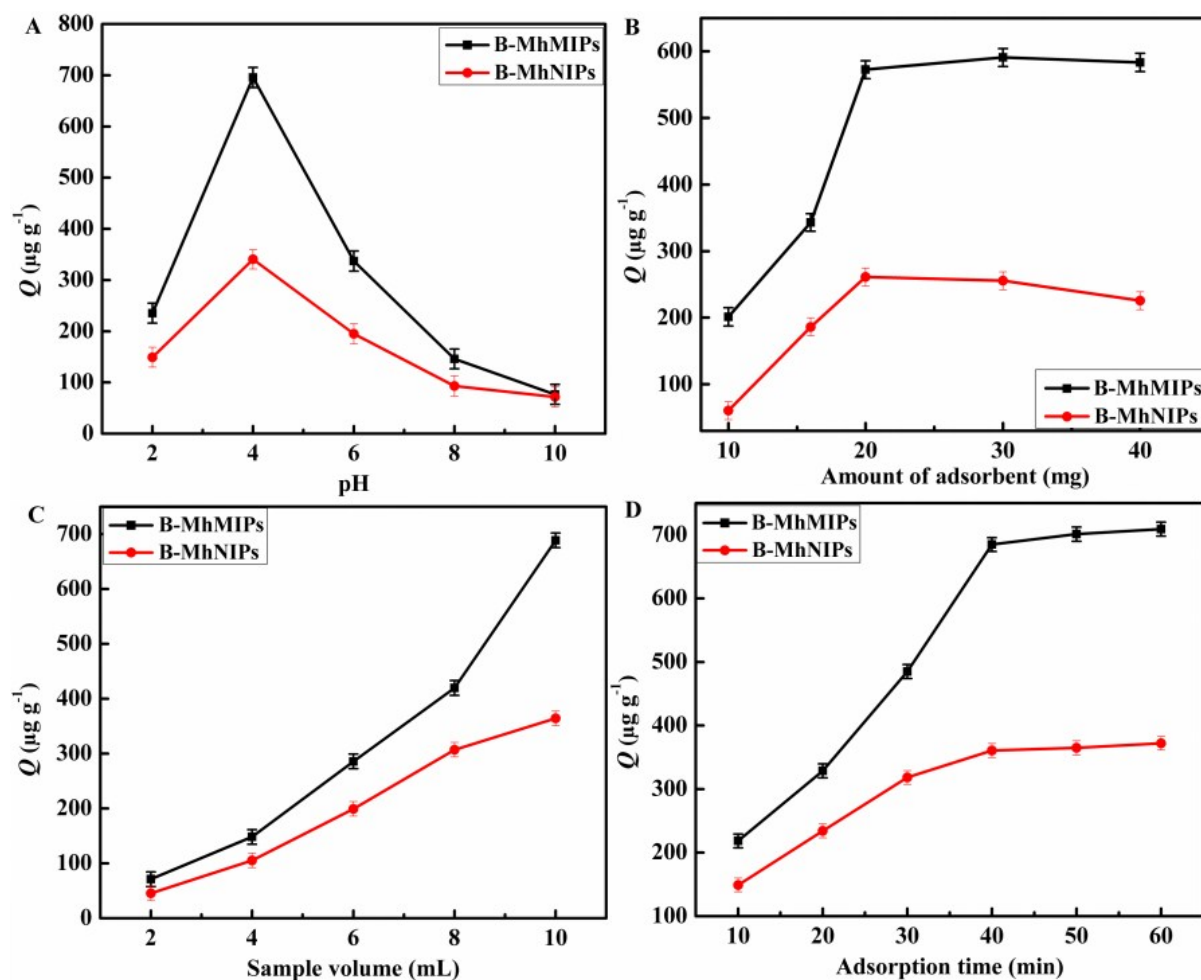 A
B-MhMIPs
B-MhNIPs
800
700
600
500
400
300
200
100
0
Q (µg g⁻¹)
2 4 6 8 10
pH
B
600
500
400
300
200
100
Q (µg g⁻¹)
B-MhMIPs
B-MhNIPs
10 20 30 40
Amount of adsorbent (mg)
C
B-MhMIPs
B-MhNIPs
700
600
500
400
300
200
100
0
Q (µg g⁻¹)
2 4 6 8 10
Sample volume (mL)
D
B-MhMIPs
B-MhNIPs
700
600
500
400
300
200
100
Q (µg g⁻¹)
10 20 30 40 50 60
Adsorption time (min)